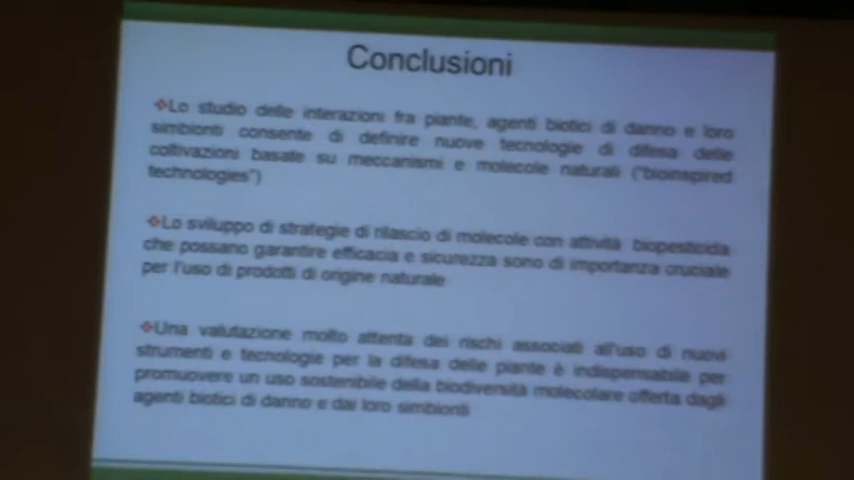 Conclusioni
❖Lo studio delle interazioni fra piante, agenti biotici di danno e loro
simbionti consente di definire nuove tecnologie di difesa delle
coltivazioni basate su meccanismi e molecole naturali ("bioinspired
technologies")
❖Lo sviluppo di strategie di rilascio di molecole con attività biopesticida
che possano garantire efficacia e sicurezza sono di importanza cruciale
per l'uso di prodotti di origine naturale
❖Una valutazione molto attenta dei rischi associati all'uso di nuovi
strumenti e tecnologie per la difesa delle piante è indispensabile per
promuovere un uso sostenibile della biodiversità molecolare offerta dagli
agenti biotici di danno e dai loro simbionti